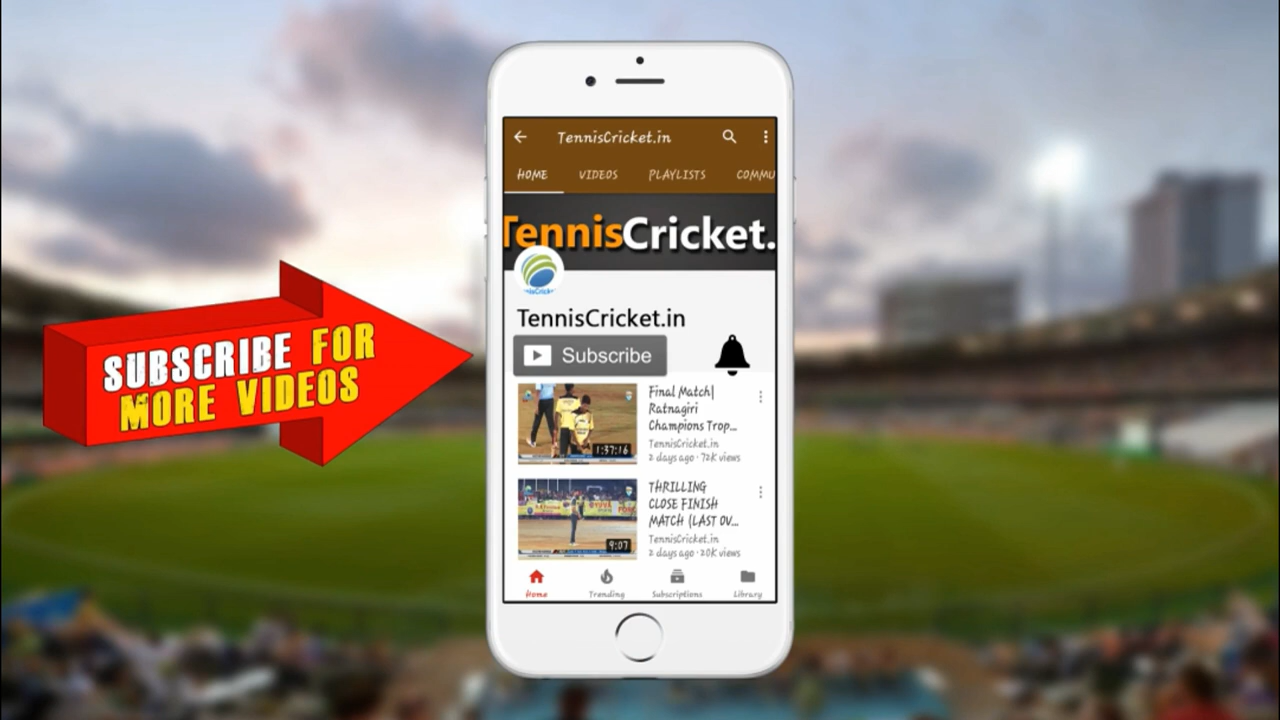 TennisCricket.in
HOME VIDEOS PLAYLISTS COMMU
TennisCricket.
TennisCricket.in
Subscribe
SUBSCRIBE FOR
MORE VIDEOS
Final Match|
Ratnagiri
Champions Trop...
TennisCricket.in
2 days ago · 72K views
1:37:16
THRILLING
CLOSE FINISH
MATCH (LAST OV...
TennisCricket.in
2 days ago · 20K views
9:07
Home Trending Subscriptions Library